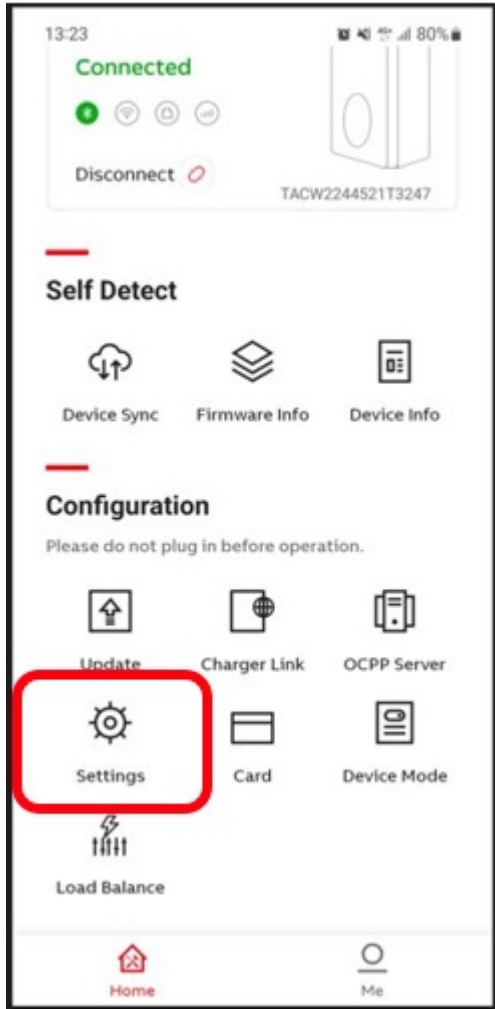 13:23 80%
Connected
Disconnect
TACW2244521T3247
Self Detect
Device Sync Firmware Info Device Info
Configuration
Please do not plug in before operation.
Update Charger Link OCPP Server
Settings Card Device Mode
Load Balance
Home Me